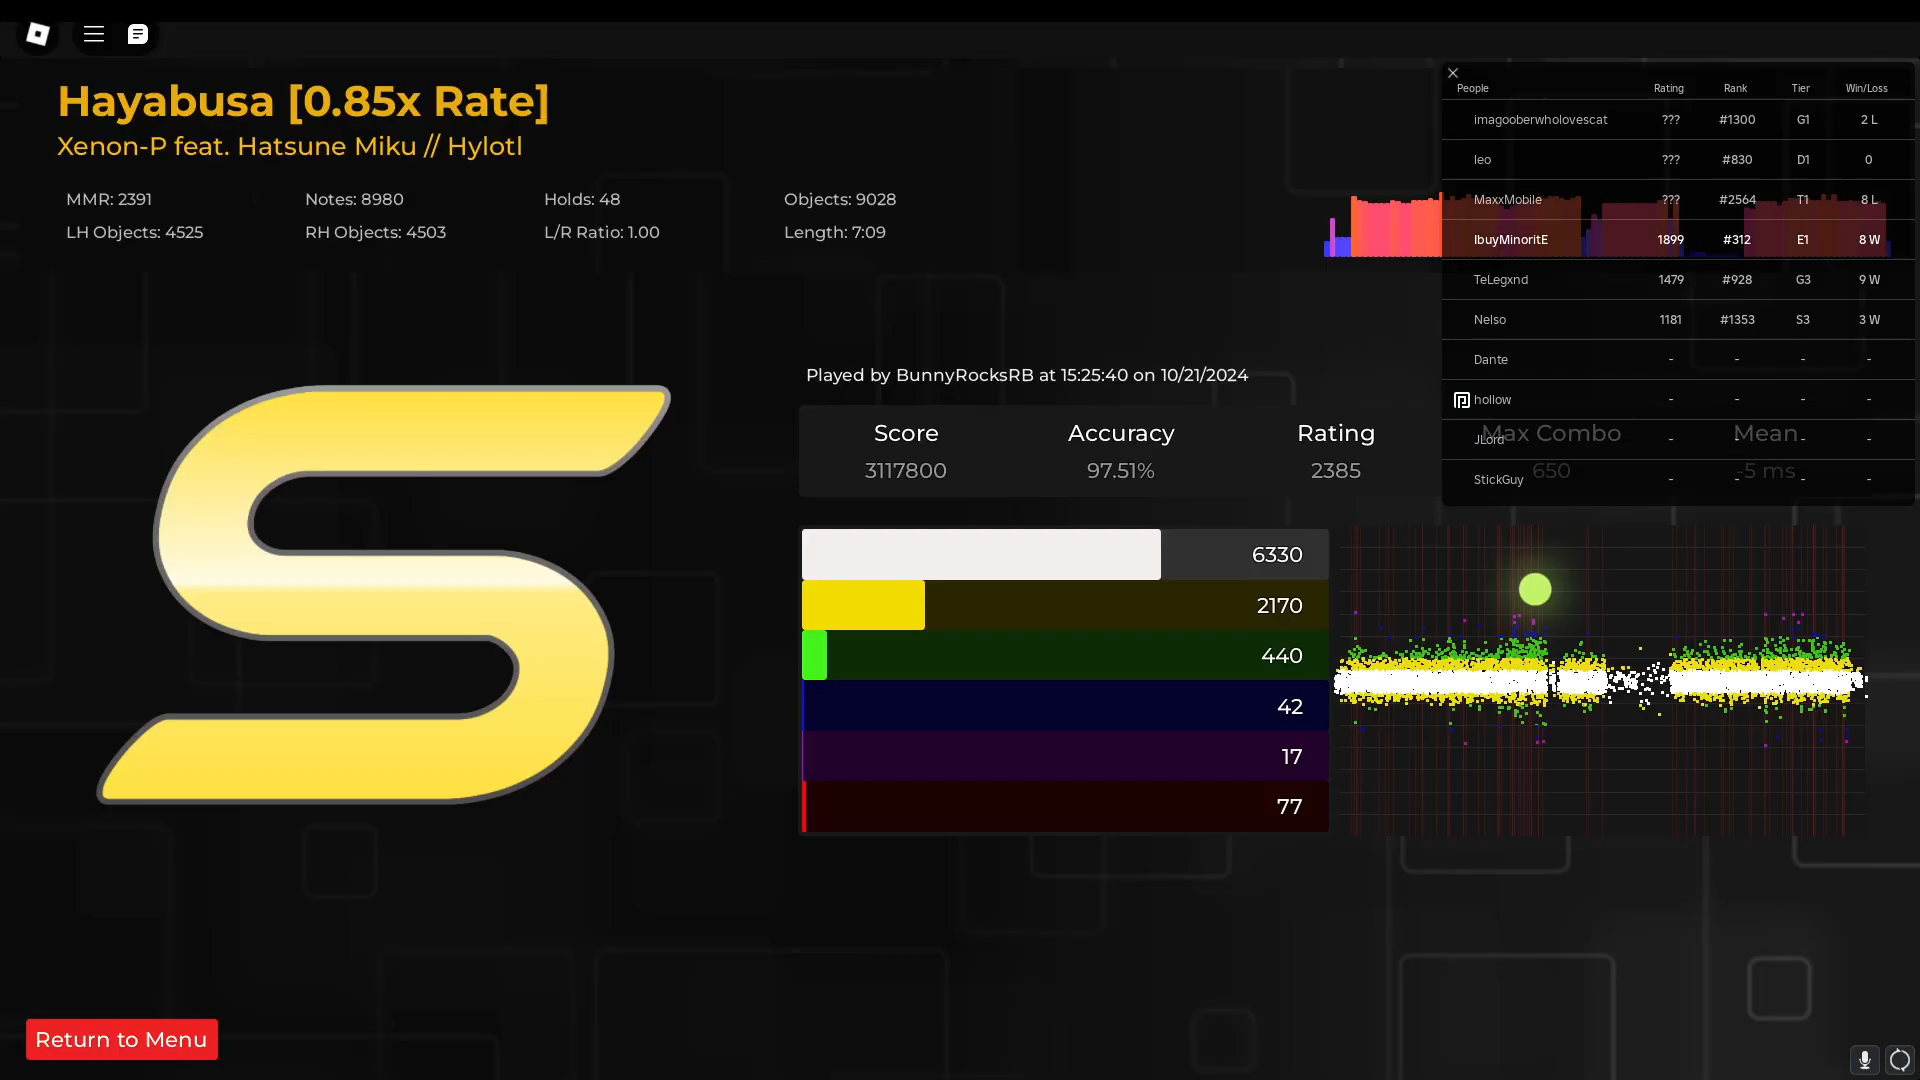 Hayabusa [0.85x Rate]
Xenon-P feat. Hatsune Miku // Hylotl
MMR: 2391 Notes: 8980 Holds: 48 Objects: 9028
LH Objects: 4525 RH Objects: 4503 L/R Ratio: 1.00 Length: 7:09
People Rating Rank Tier Win/Loss
imagooberwholovescat ??? #1300 G1 2 L
leo ??? #830 D1 0
MaxxMobile ??? #2564 T1 8 L
IbuyMinoritE 1899 #312 E1 8 W
TeLegxnd 1479 #928 G3 9 W
Nelso 1181 #1353 S3 3 W
Dante - - - -
hollow - - - -
JLord - - - -
StickGuy - - - -
S
Played by BunnyRocksRB at 15:25:40 on 10/21/2024
Score Accuracy Rating Max Combo Mean
3117800 97.51% 2385 650 -5 ms
6330
2170
440
42
17
77
Return to Menu